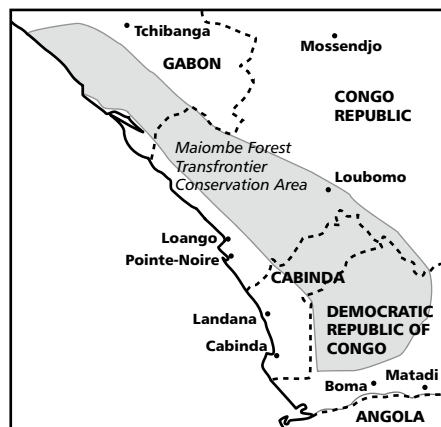 Tchibanga
Mossendjo
GABON
CONGO
REPUBLIC
Maiombe Forest
Transfrontier
Conservation Area
Loubomo
Loango
Pointe-Noire
CABINDA
Landana
DEMOCRATIC
REPUBLIC OF
CONGO
Cabinda
Boma
Matadi
ANGOLA